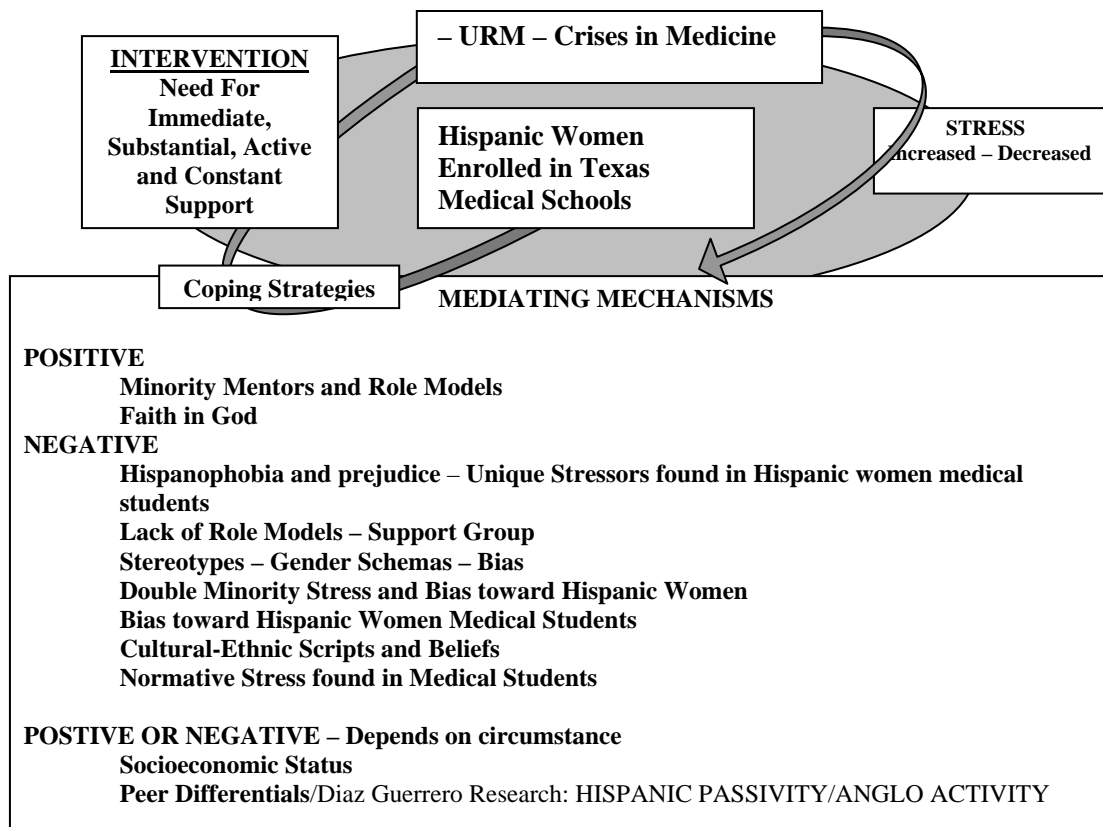 – URM – Crises in Medicine
INTERVENTION
Need For
Immediate,
Substantial, Active
and Constant
Support
Hispanic Women
Enrolled in Texas
Medical Schools
STRESS
Increased – Decreased
Coping Strategies
MEDIATING MECHANISMS
POSITIVE
Minority Mentors and Role Models
Faith in God
NEGATIVE
Hispanophobia and prejudice – Unique Stressors found in Hispanic women medical
students
Lack of Role Models – Support Group
Stereotypes – Gender Schemas – Bias
Double Minority Stress and Bias toward Hispanic Women
Bias toward Hispanic Women Medical Students
Cultural-Ethnic Scripts and Beliefs
Normative Stress found in Medical Students
POSTIVE OR NEGATIVE – Depends on circumstance
Socioeconomic Status
Peer Differentials/Diaz Guerrero Research: HISPANIC PASSIVITY/ANGLO ACTIVITY